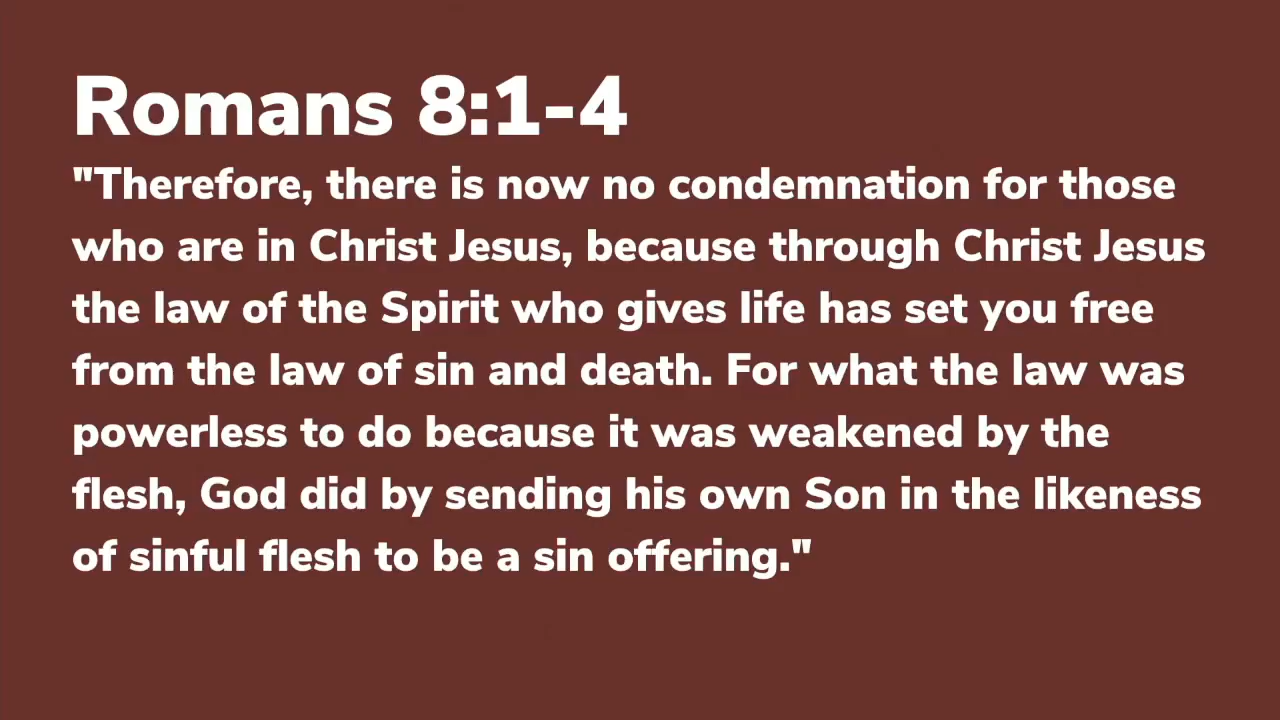 Romans 8:1-4
"Therefore, there is now no condemnation for those
who are in Christ Jesus, because through Christ Jesus
the law of the Spirit who gives life has set you free
from the law of sin and death. For what the law was
powerless to do because it was weakened by the
flesh, God did by sending his own Son in the likeness
of sinful flesh to be a sin offering."